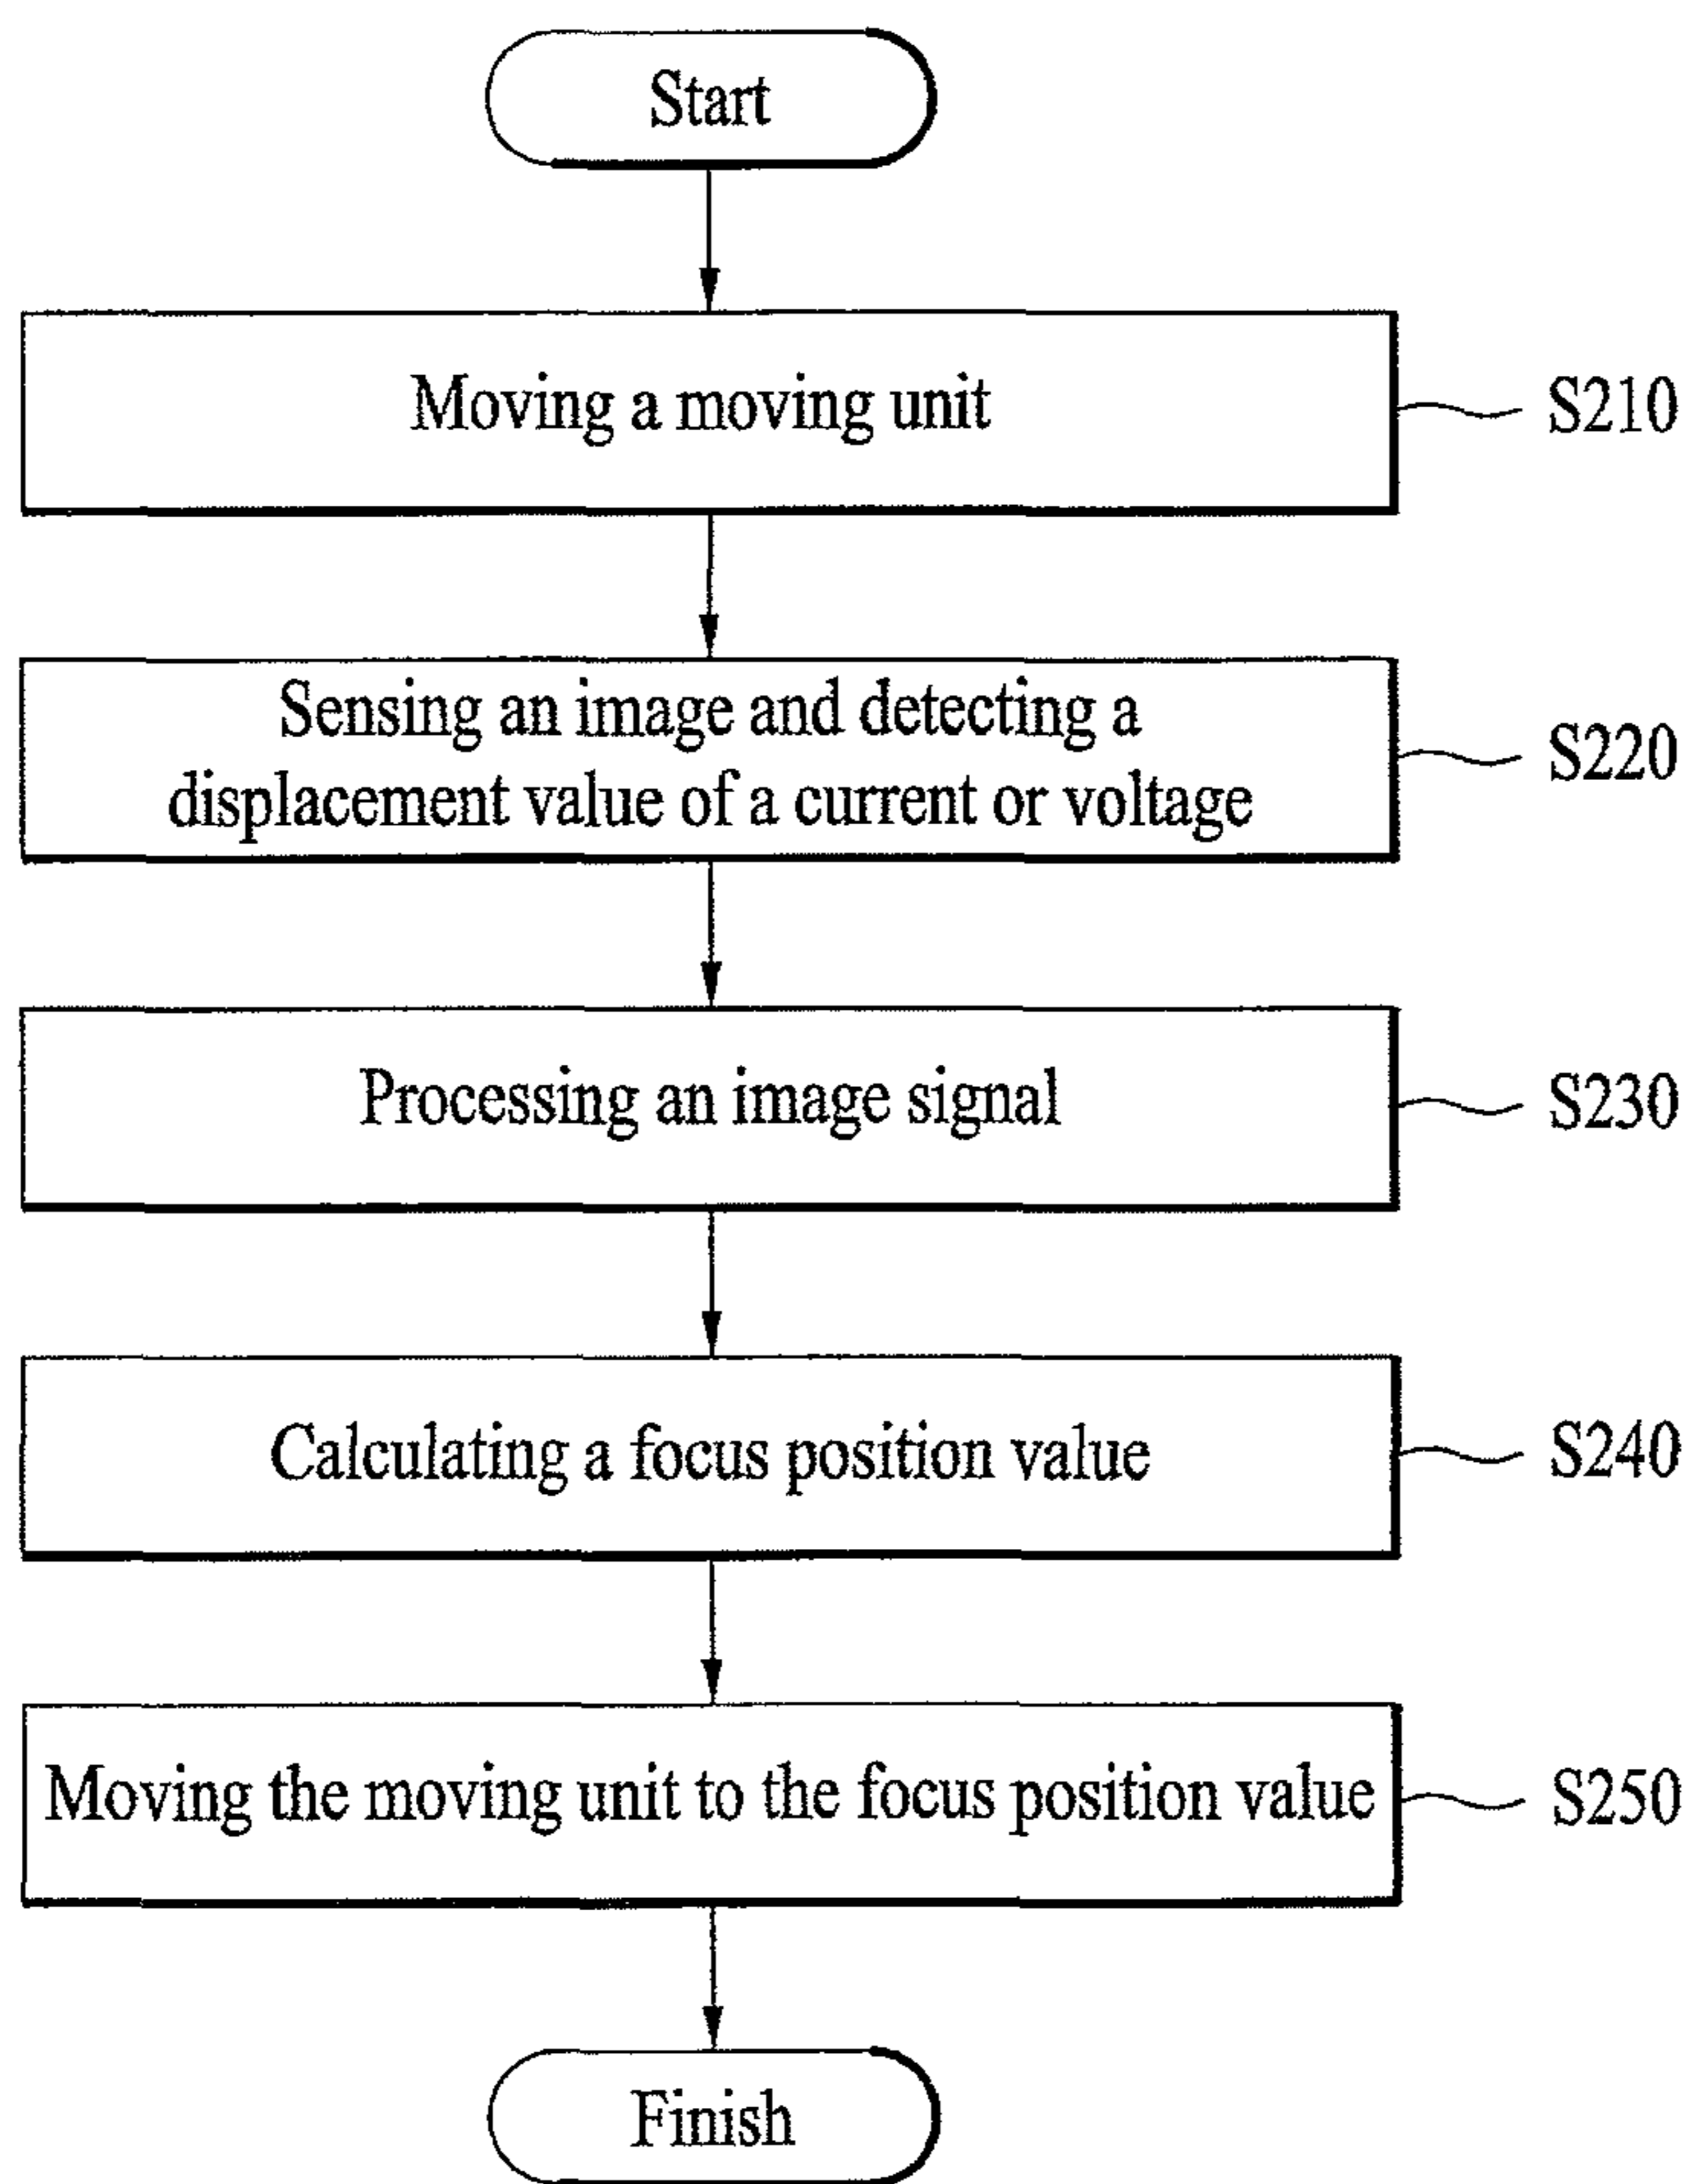 Start
Moving a moving unit
S210
Sensing an image and detecting a
displacement value of a current or voltage
S220
Processing an image signal
S230
Calculating a focus position value
S240
Moving the moving unit to the focus position value
S250
Finish